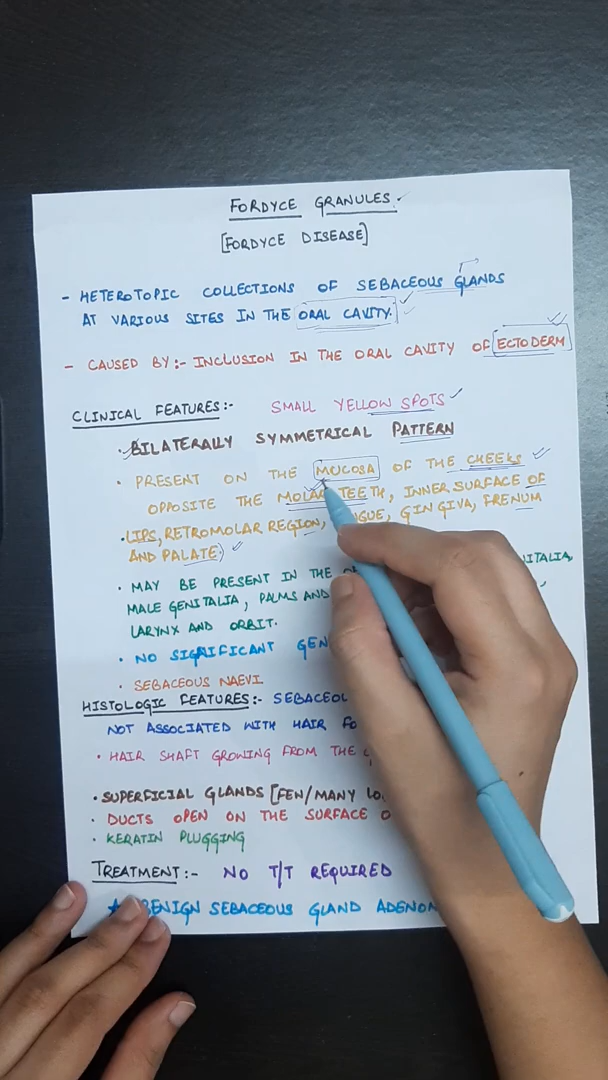 FORDYCE GRANULES.
[FORDYCE DISEASE]
- HETEROTOPIC COLLECTIONS OF SEBACEOUS GLANDS
AT VARIOUS SITES IN THE ORAL CAVITY.
- CAUSED BY:- INCLUSION IN THE ORAL CAVITY OF ECTODERM
CLINICAL FEATURES:- SMALL YELLOW SPOTS
• BILATERALLY SYMMETRICAL PATTERN
• PRESENT ON THE MUCOSA OF THE CHEEKS
OPPOSITE THE MOLAR TEETH, INNER SURFACE OF
• LIPS, RETROMOLAR REGION, GINGIVA, FRENUM
AND PALATE)
• MAY BE PRESENT IN THE
MALE GENITALIA, PALMS AND
LARYNX AND ORBIT.
• NO SIGNIFICANT
• SEBACEOUS NAEVI
HISTOLOGIC FEATURES:-
NOT ASSOCIATED WITH HAIR
• HAIR SHAFT GROWING FROM THE
• SUPERFICIAL GLANDS [FEW/MANY
• DUCTS OPEN ON THE SURFACE
• KERATIN PLUGGING
TREATMENT:- NO T/T REQUIRED
BENIGN SEBACEOUS GLAND